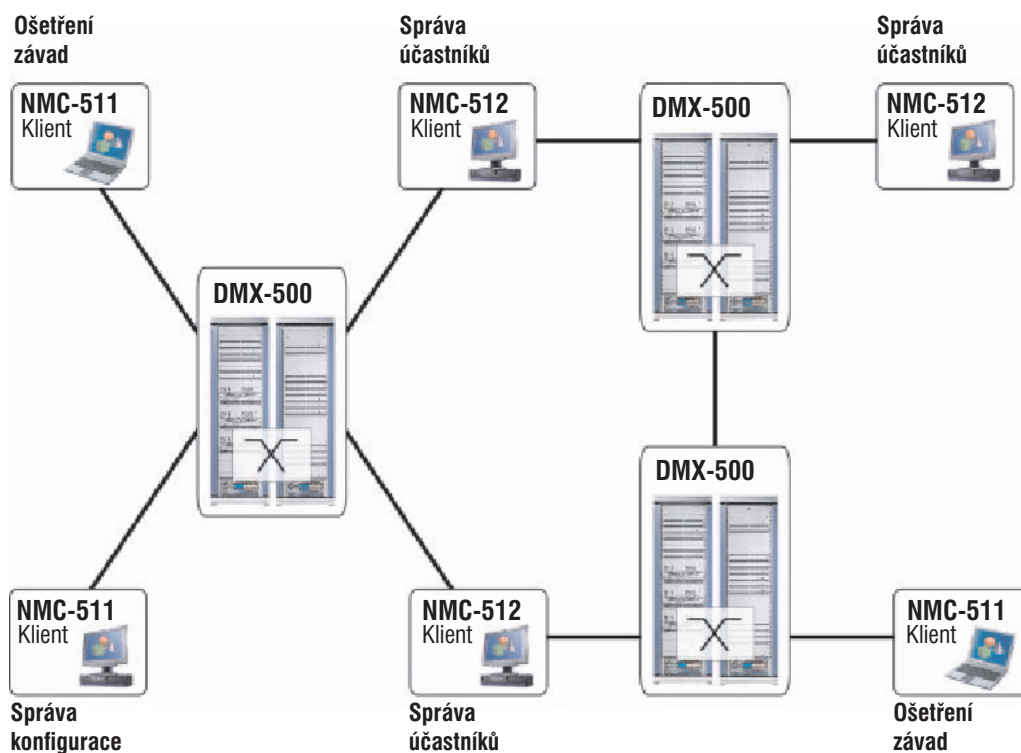 Ošetření
závad
NMC-511
Klient
Správa
účastníků
NMC-512
Klient
Správa
účastníků
NMC-512
Klient
DMX-500
DMX-500
DMX-500
NMC-511
Klient
Správa
konfigurace
NMC-512
Klient
Správa
účastníků
NMC-511
Klient
Ošetření
závad